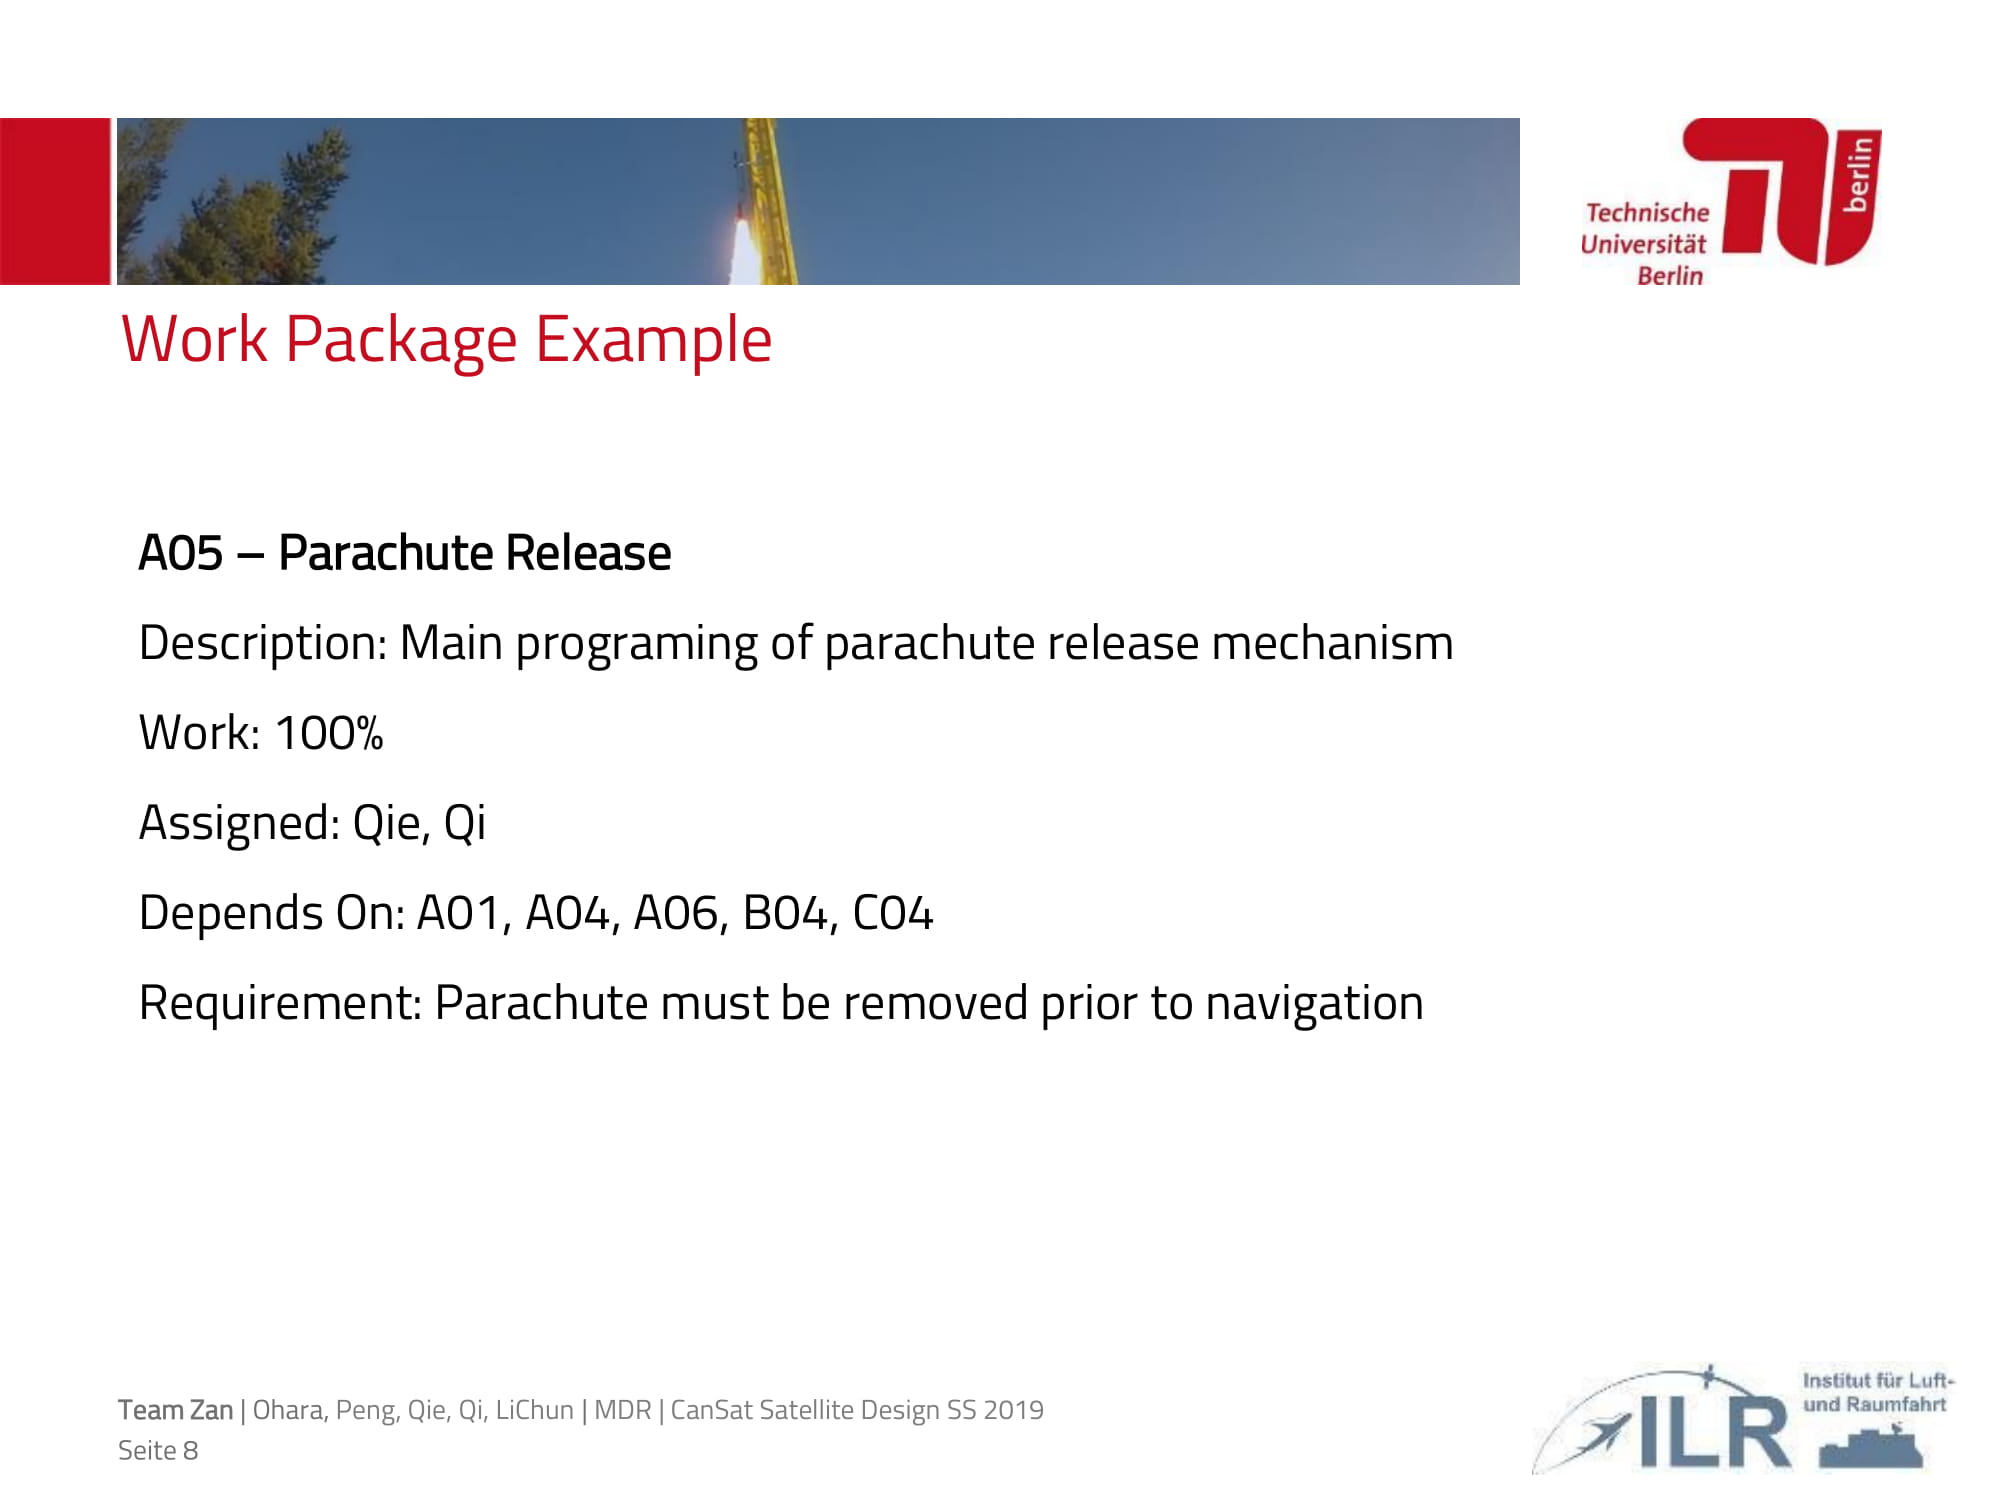 Technische
Universität
Berlin
berlin
Work Package Example
A05 – Parachute Release
Description: Main programing of parachute release mechanism
Work: 100%
Assigned: Qie, Qi
Depends On: A01, A04, A06, B04, C04
Requirement: Parachute must be removed prior to navigation
Team Zan | Ohara, Peng, Qie, Qi, LiChun | MDR | CanSat Satellite Design SS 2019
Seite 8
ILR
Institut für Luft-
und Raumfahrt